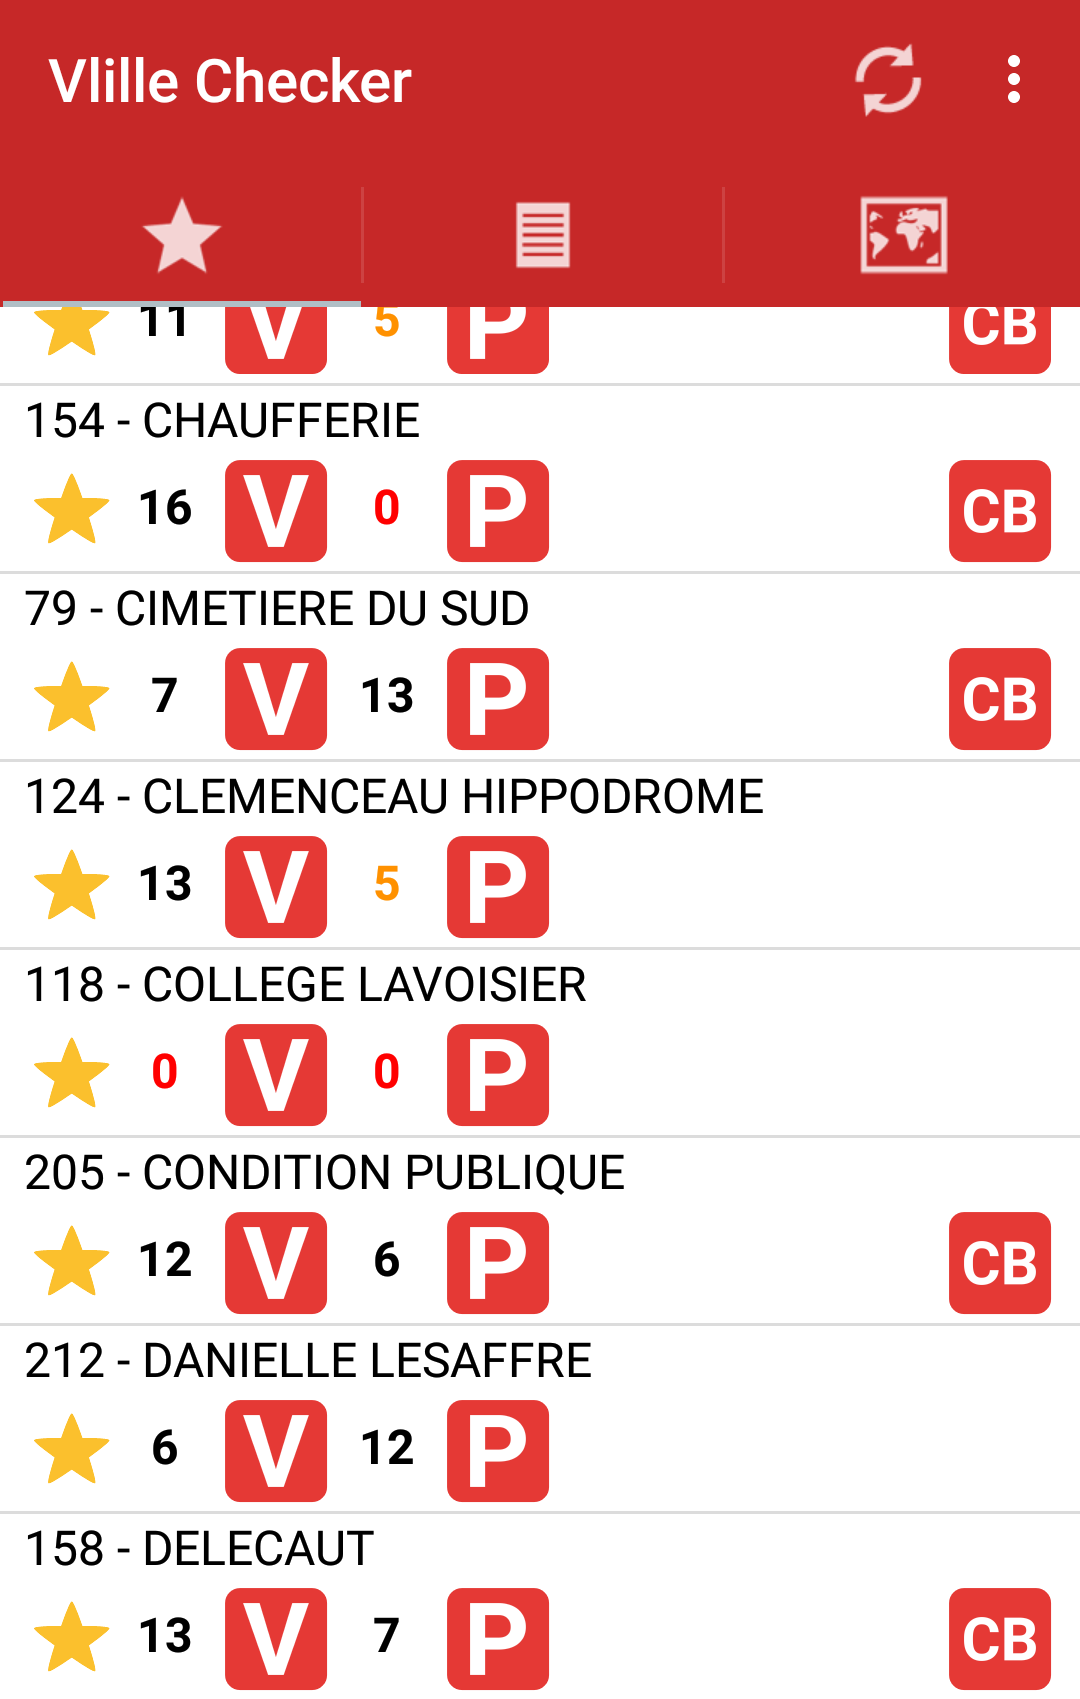 Vlille Checker
11 V 5 P CB
154 - CHAUFFERIE
16 V 0 P CB
79 - CIMETIERE DU SUD
7 V 13 P CB
124 - CLEMENCEAU HIPPODROME
13 V 5 P
118 - COLLEGE LAVOISIER
0 V 0 P
205 - CONDITION PUBLIQUE
12 V 6 P CB
212 - DANIELLE LESAFFRE
6 V 12 P
158 - DELECAUT
13 V 7 P CB